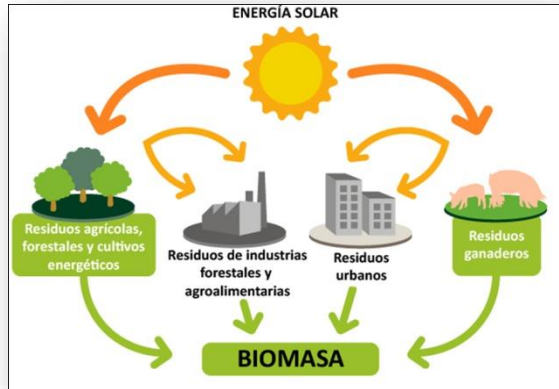 ENERGÍA SOLAR
Residuos agrícolas,
forestales y cultivos
energéticos
Residuos de industrias
forestales y
agroalimentarias
Residuos
urbanos
Residuos
ganaderos
BIOMASA